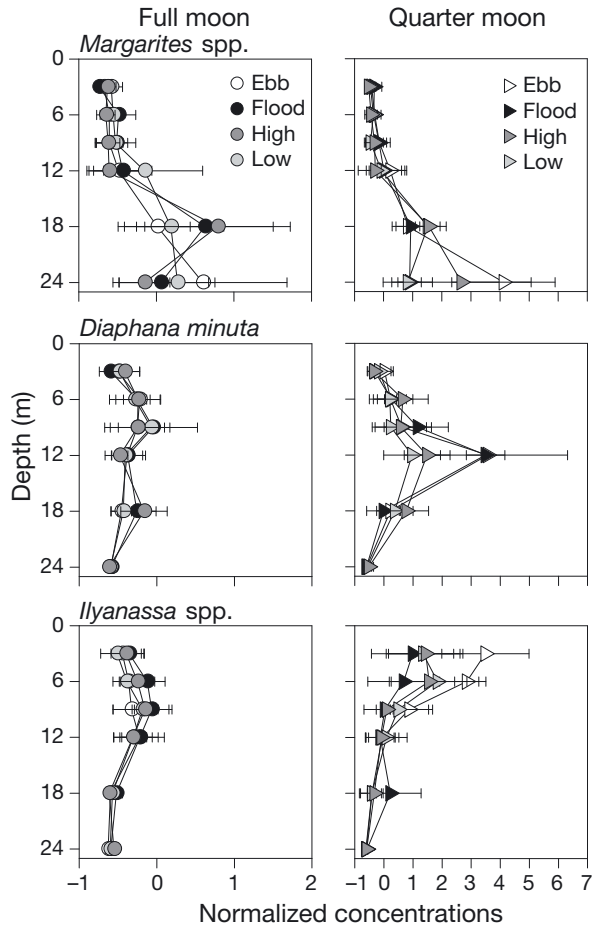 Full moon
Quarter moon
Margarites spp.
0
6
12
18
24
Ebb
Flood
High
Low
Ebb
Flood
High
Low
Diaphana minuta
0
6
12
18
24
Depth (m)
Ilyanassa spp.
0
6
12
18
24
–1 0 1 2
–1 0 1 2 3 4 5 6 7
Normalized concentrations